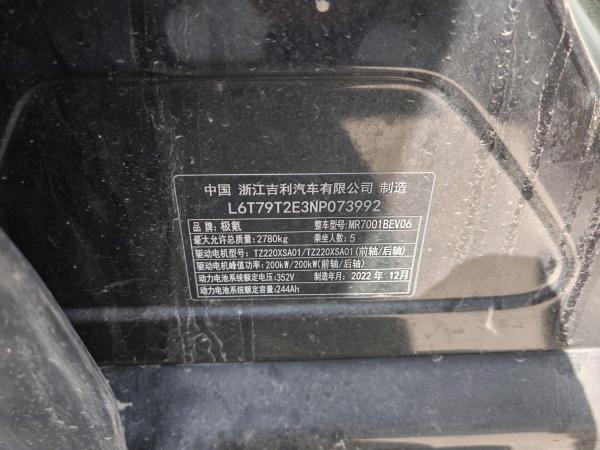 中国 浙江吉利汽车有限公司 制造
L6T79T2E3NP073992
品牌：极氪 整车型号：MR7001BEV06
最大允许总质量：2780kg 乘坐人数：5
驱动电机型号：TZ220XSA01/TZ220XSA01(前轴/后轴)
驱动电机峰值功率：200kW/200kW(前轴/后轴)
动力电池系统额定电压：352V 制造年月：2022年12月
动力电池系统额定容量：244Ah